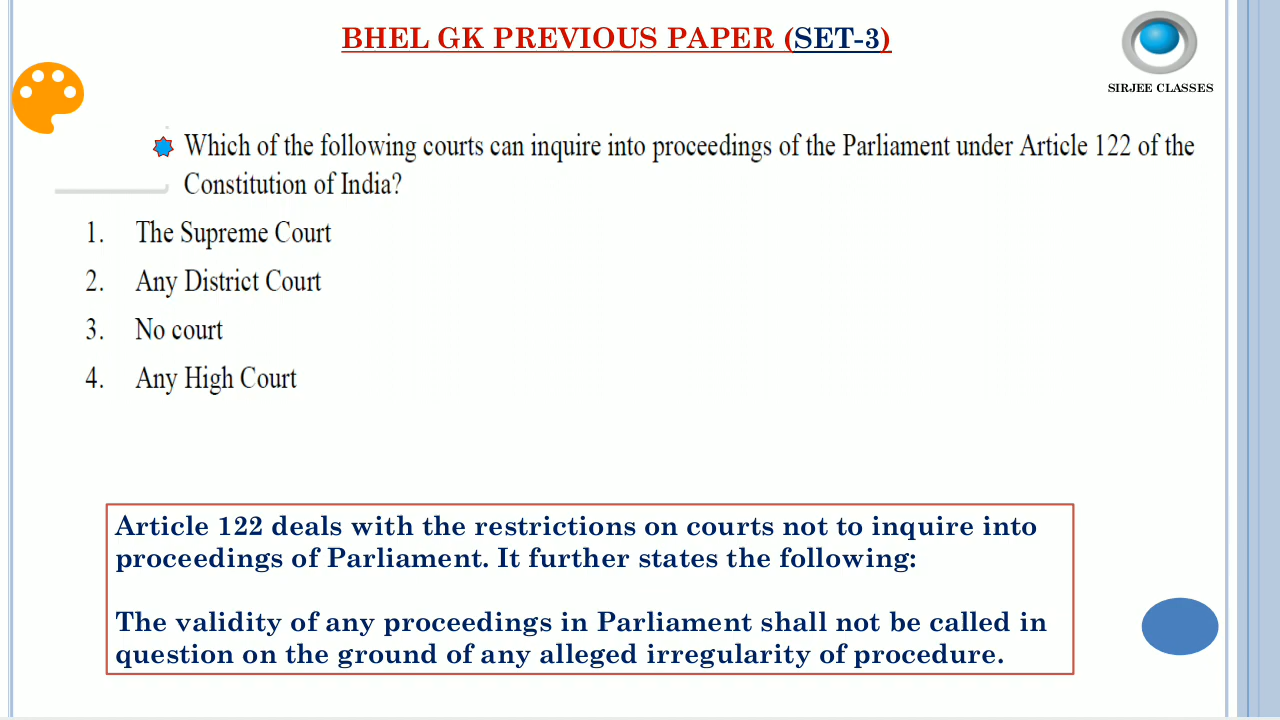 BHEL GK PREVIOUS PAPER (SET-3)
SIRJEE CLASSES
Which of the following courts can inquire into proceedings of the Parliament under Article 122 of the
Constitution of India?
1. The Supreme Court
2. Any District Court
3. No court
4. Any High Court
Article 122 deals with the restrictions on courts not to inquire into
proceedings of Parliament. It further states the following:
The validity of any proceedings in Parliament shall not be called in
question on the ground of any alleged irregularity of procedure.